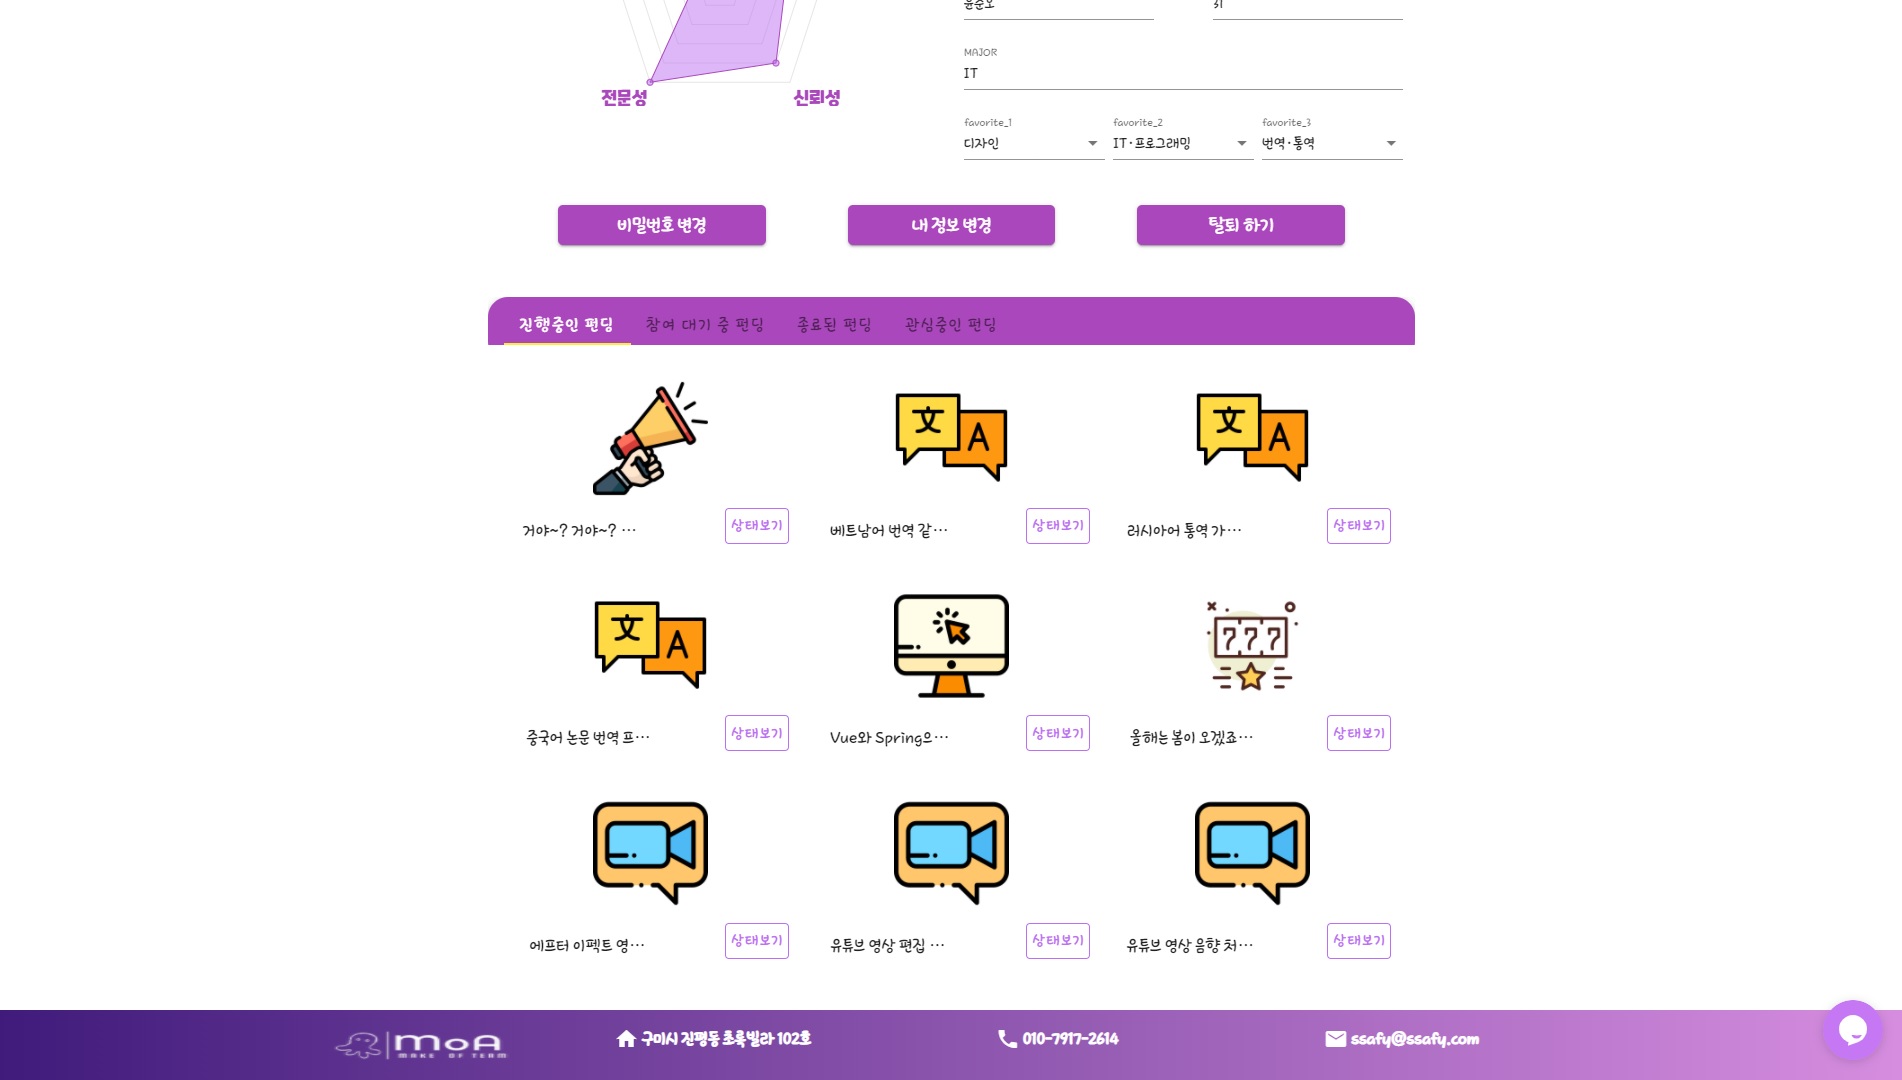 윤순오
31
MAJOR
IT
전문성
신뢰성
favorite_1
favorite_2
favorite_3
디자인
IT·프로그래밍
번역·통역
비밀번호 변경
내 정보 변경
탈퇴 하기
진행중인 펀딩
참여 대기 중 펀딩
종료된 펀딩
관심중인 펀딩
거야~? 거야~? ···
상태보기
베트남어 번역 같···
상태보기
러시아어 통역 가···
상태보기
중국어 논문 번역 프···
상태보기
Vue와 Spring으···
상태보기
올해는 봄이 오겠죠···
상태보기
에프터 이펙트 영···
상태보기
유튜브 영상 편집 ···
상태보기
유튜브 영상 음향 처···
상태보기
moA
MAKE OF TEAM
구미시 진평동 초록빌라 102호
010-7917-2614
ssafy@ssafy.com